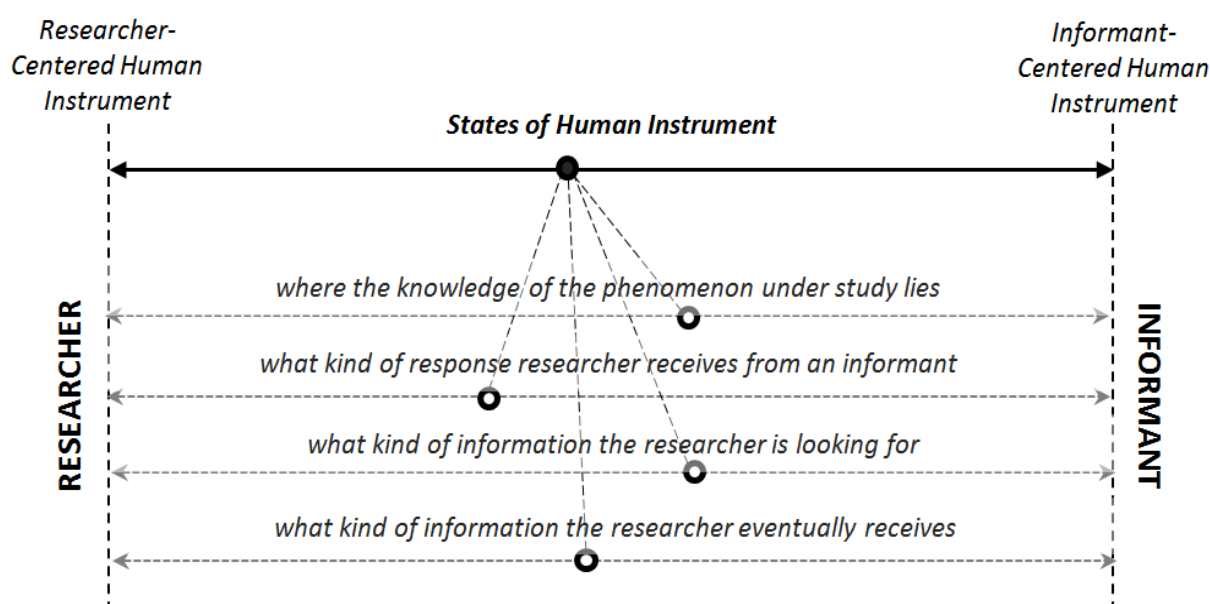 Researcher-
Centered Human
Instrument
Informant-
Centered Human
Instrument
States of Human Instrument
where the knowledge of the phenomenon under study lies
what kind of response researcher receives from an informant
what kind of information the researcher is looking for
what kind of information the researcher eventually receives
RESEARCHER
INFORMANT